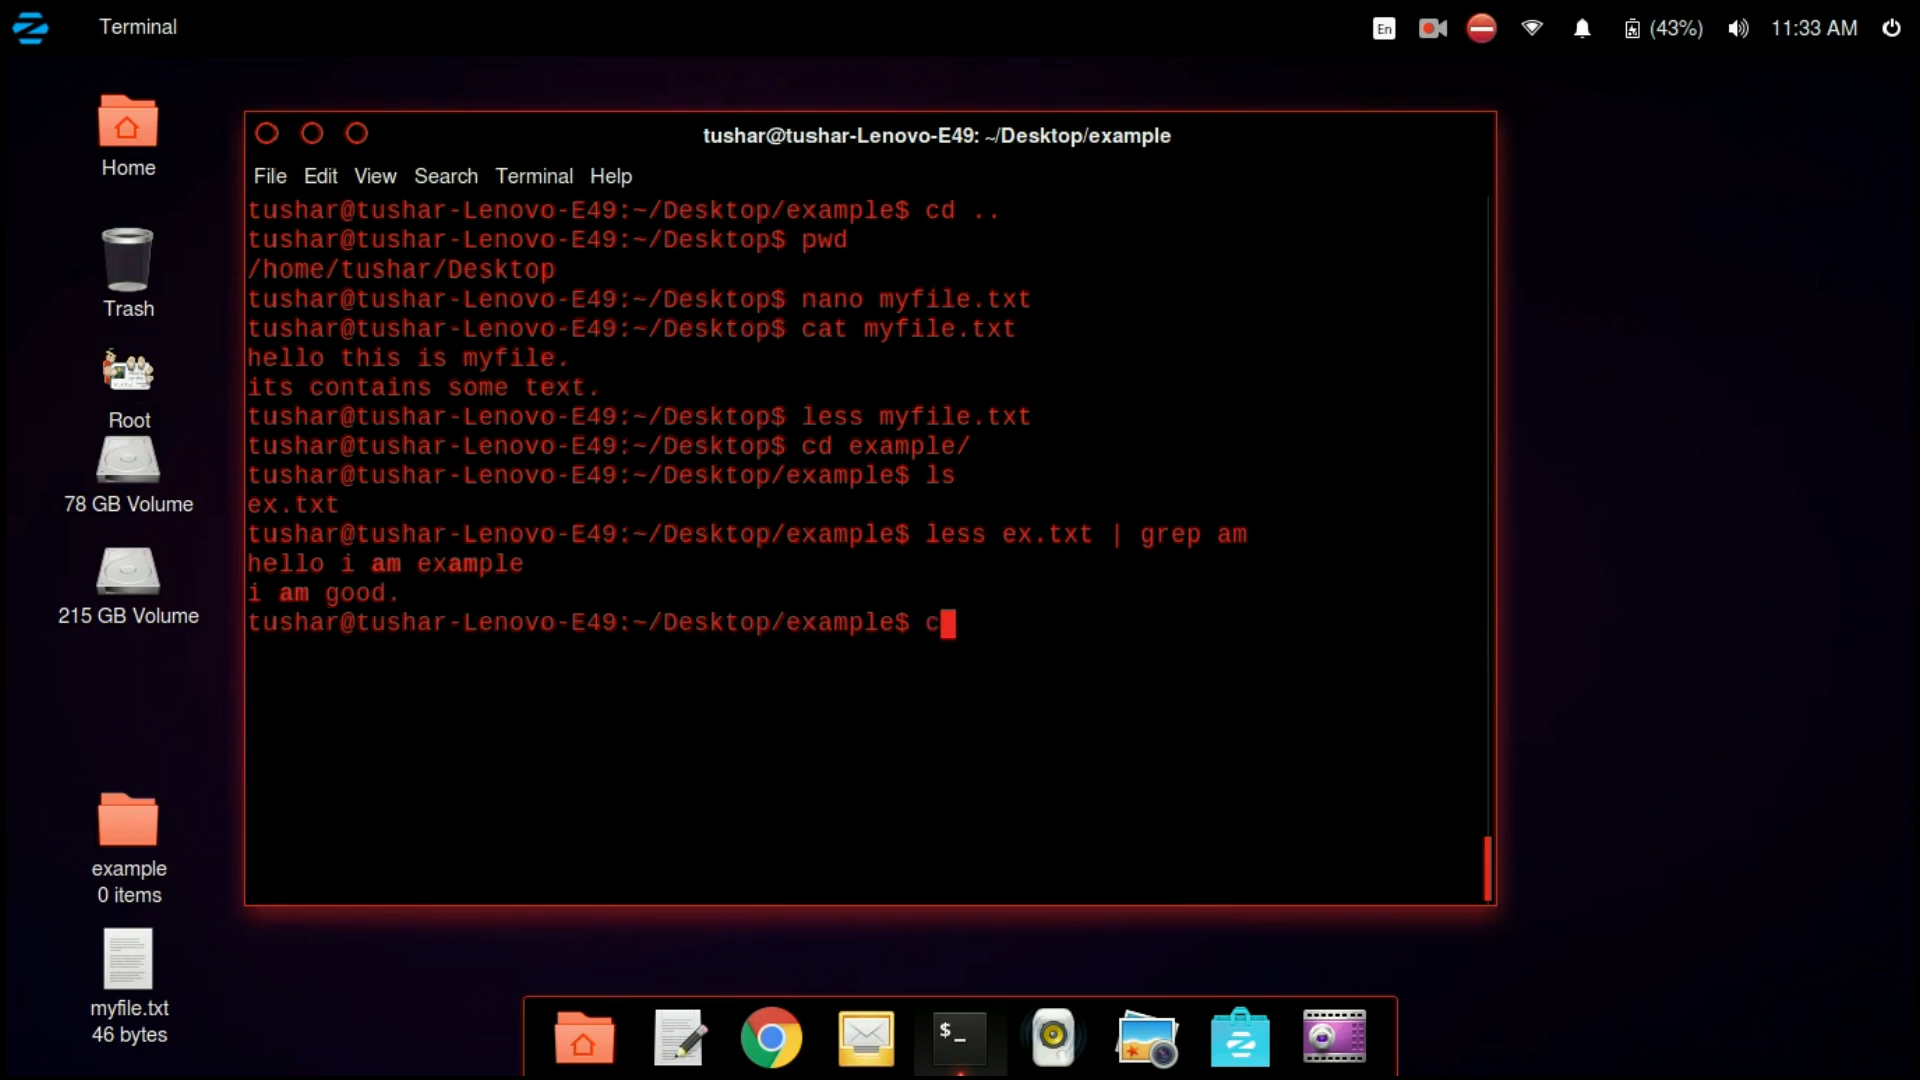 Terminal
En
(43%)
11:33 AM
Home
Trash
Root
78 GB Volume
215 GB Volume
example
0 items
myfile.txt
46 bytes
tushar@tushar-Lenovo-E49: ~/Desktop/example
File Edit View Search Terminal Help
tushar@tushar-Lenovo-E49:~/Desktop/example$ cd ..
tushar@tushar-Lenovo-E49:~/Desktop$ pwd
/home/tushar/Desktop
tushar@tushar-Lenovo-E49:~/Desktop$ nano myfile.txt
tushar@tushar-Lenovo-E49:~/Desktop$ cat myfile.txt
hello this is myfile.
its contains some text.
tushar@tushar-Lenovo-E49:~/Desktop$ less myfile.txt
tushar@tushar-Lenovo-E49:~/Desktop$ cd example/
tushar@tushar-Lenovo-E49:~/Desktop/example$ ls
ex.txt
tushar@tushar-Lenovo-E49:~/Desktop/example$ less ex.txt | grep am
hello i am example
i am good.
tushar@tushar-Lenovo-E49:~/Desktop/example$ c
$_